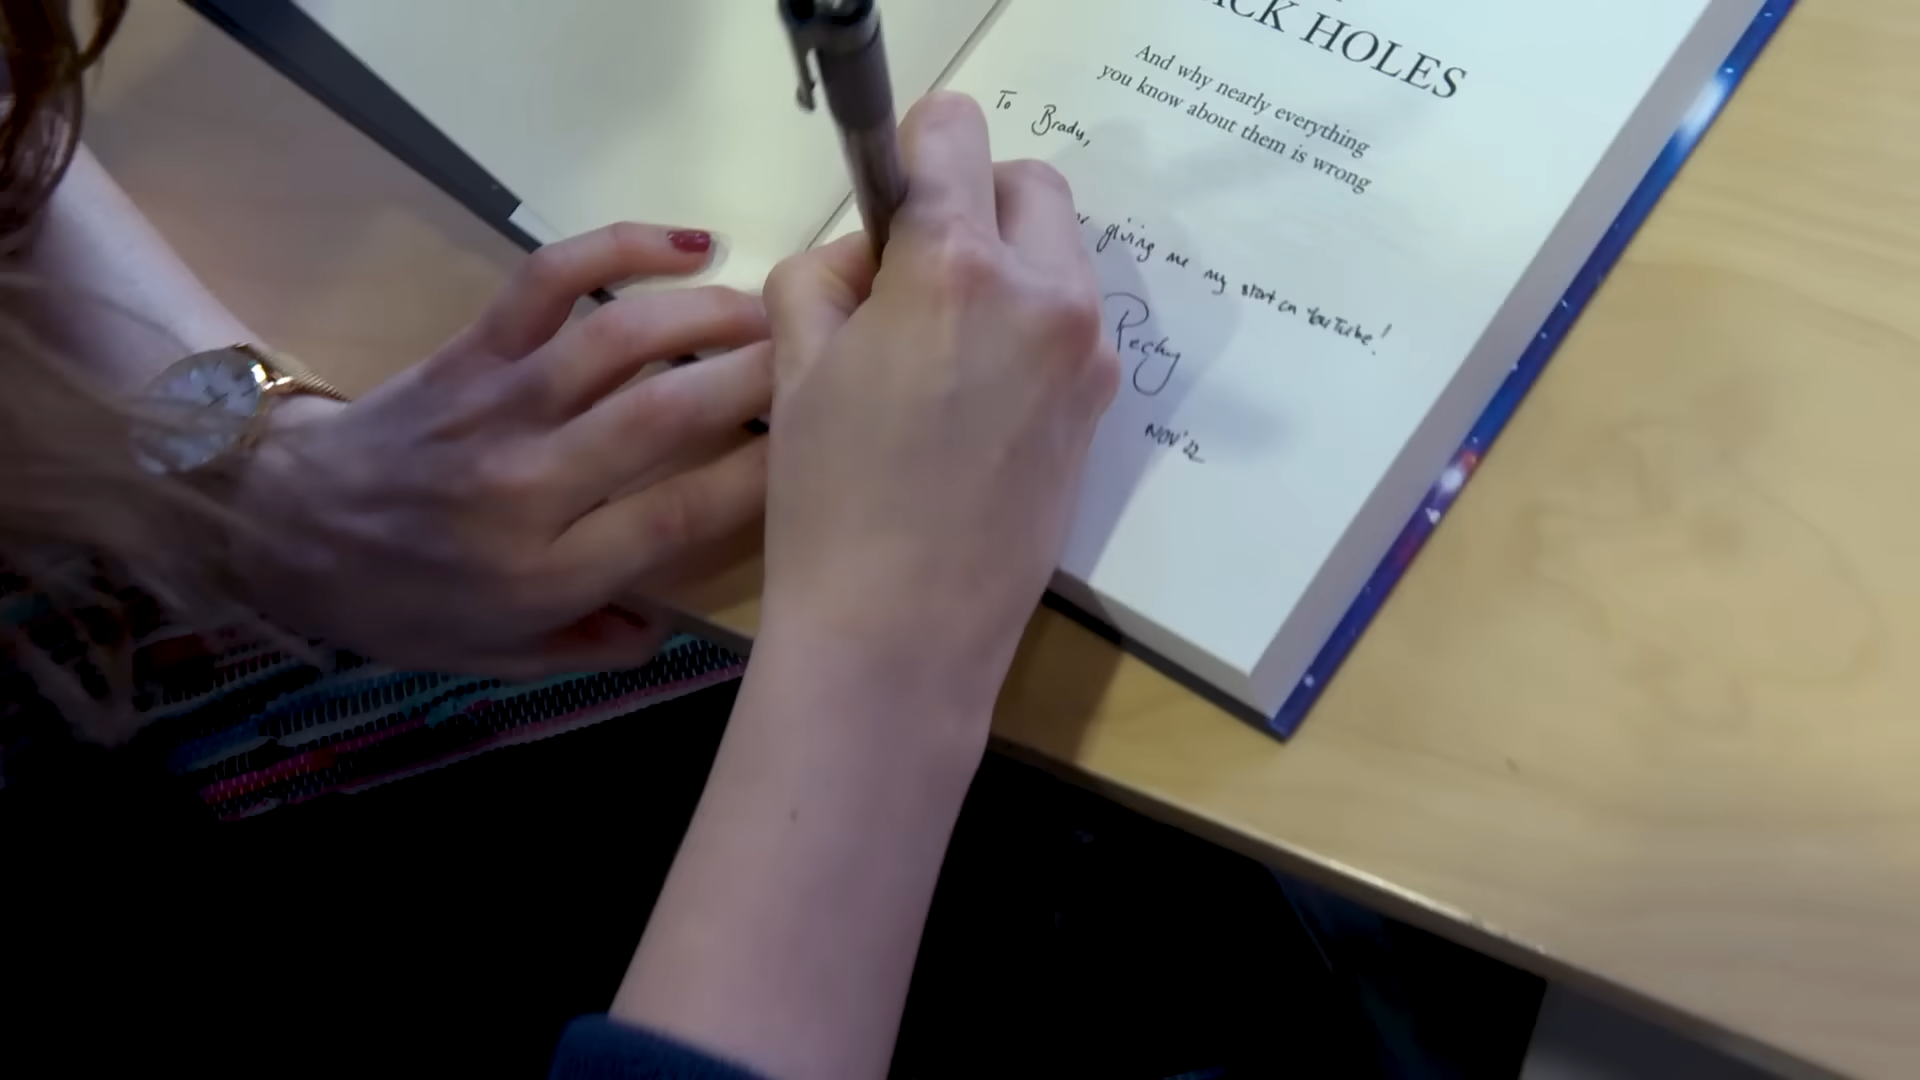 ACK HOLES
And why nearly everything
you know about them is wrong
To Brady,
giving me my start on YouTube!
Becky
NOV'22